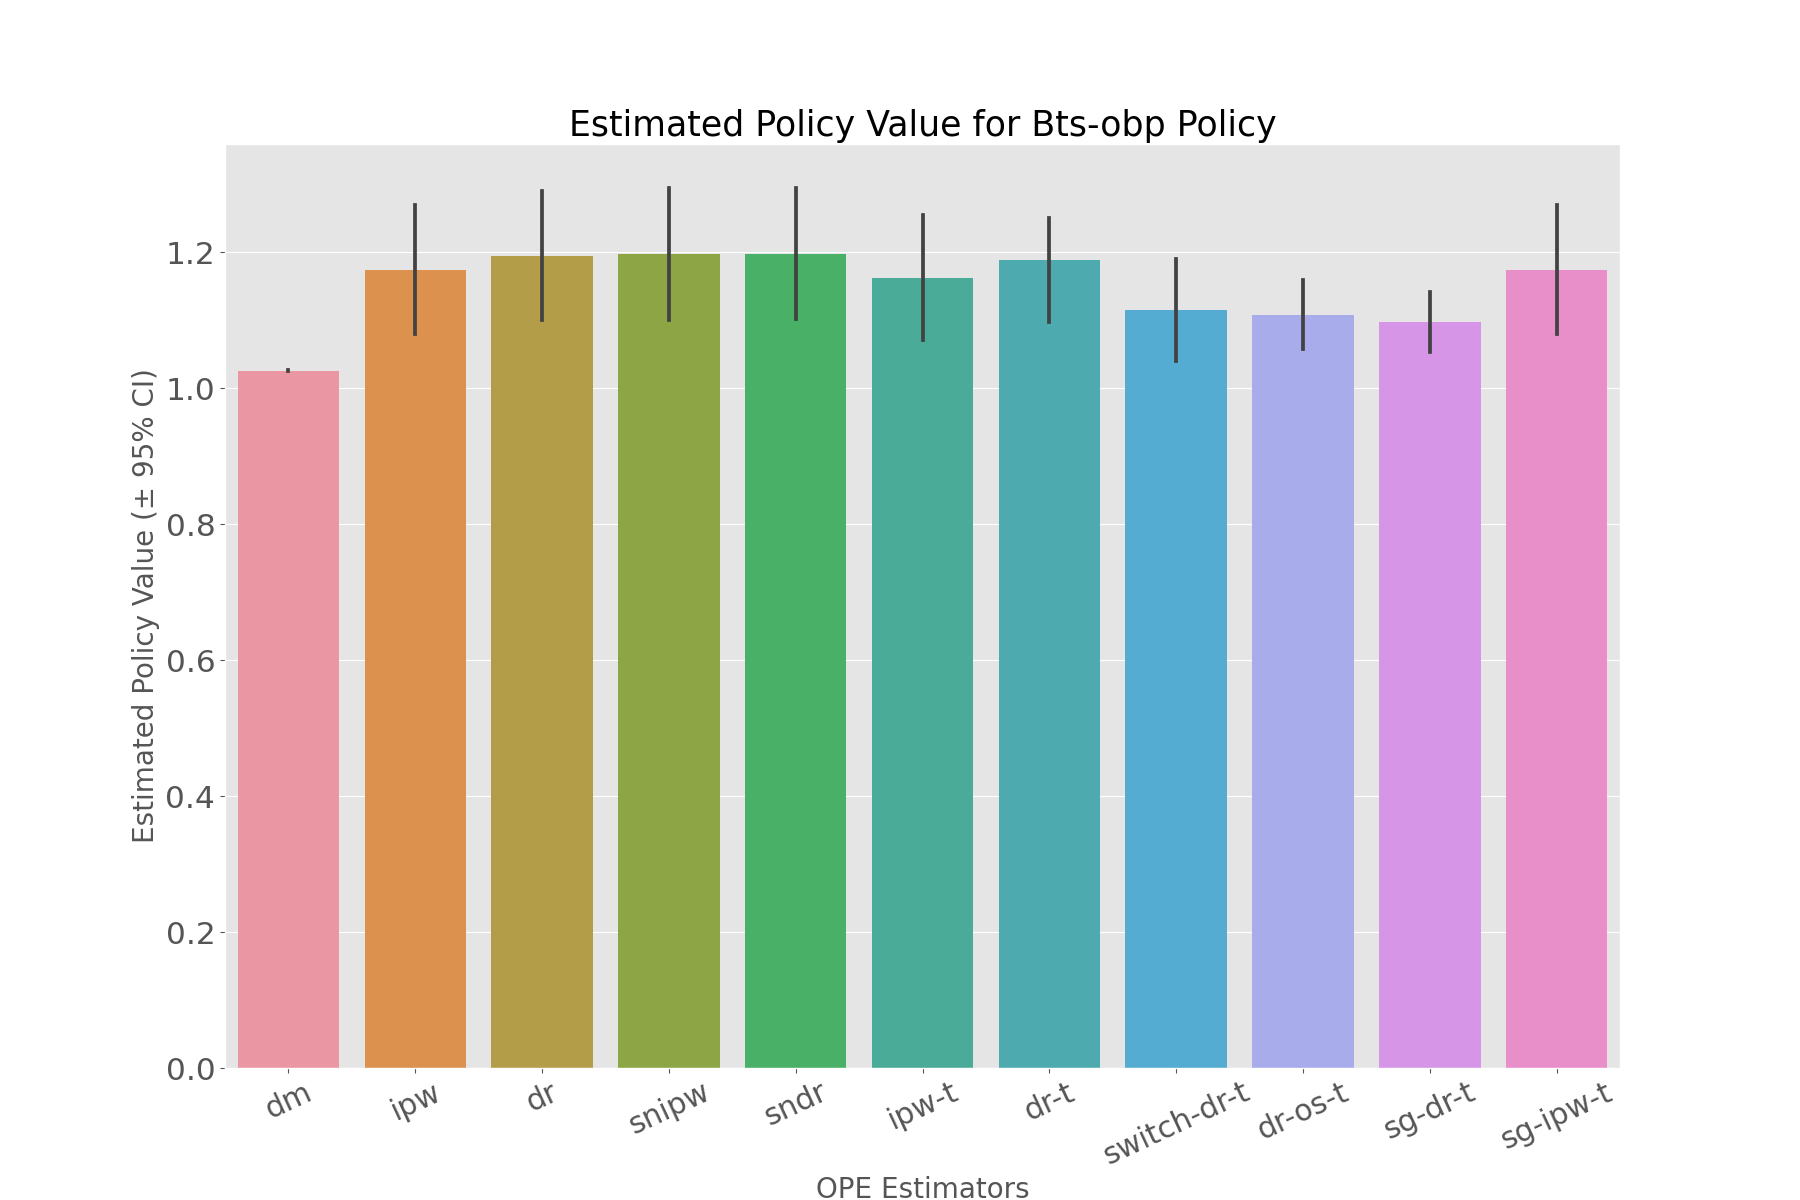 Estimated Policy Value for Bts-obp Policy
Estimated Policy Value (± 95% CI)
1.2
1.0
0.8
0.6
0.4
0.2
0.0
dm
ipw
dr
snipw
sndr
ipw-t
dr-t
switch-dr-t
dr-os-t
sg-dr-t
sg-ipw-t
OPE Estimators